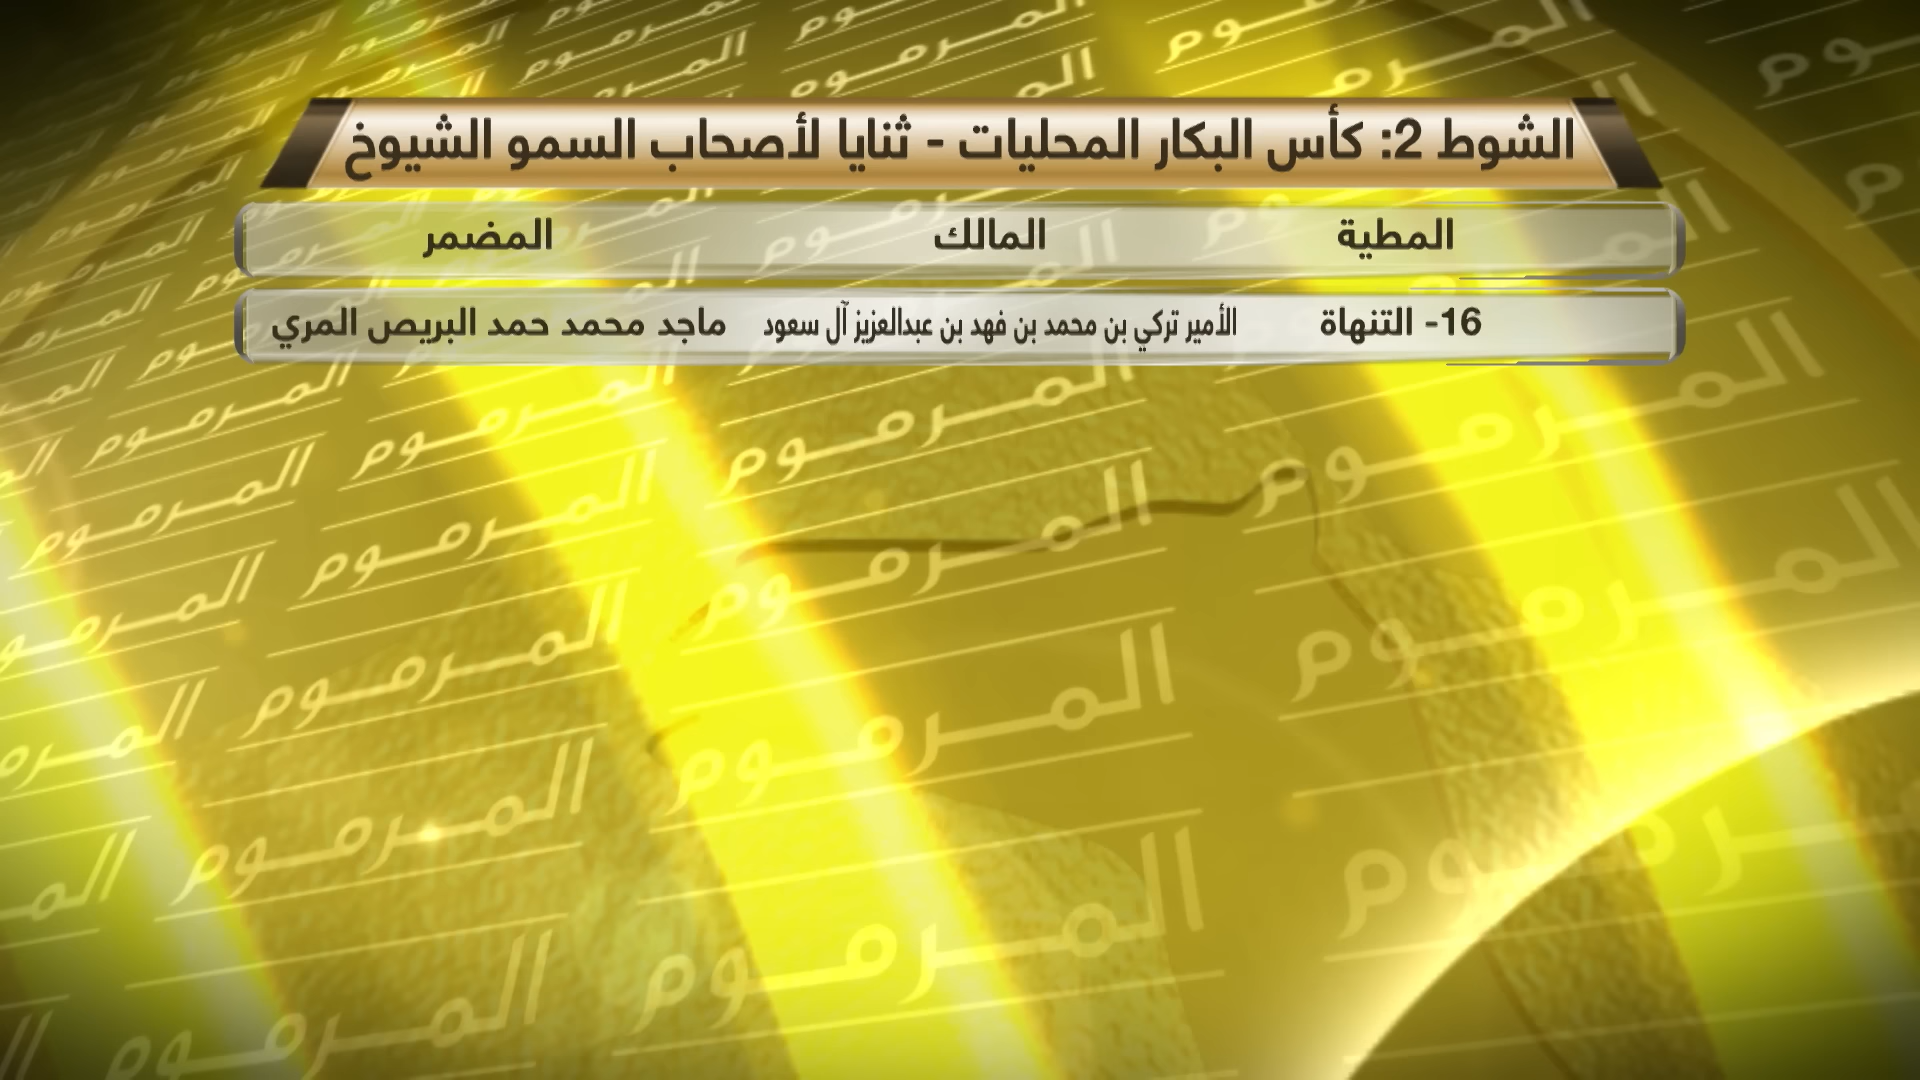 الشوط 2: كأس البكار المحليات - ثنايا لأصحاب السمو الشيوخ
المطية المالك المضمر
16- التنهاة الأمير تركي بن محمد بن فهد بن عبدالعزيز آل سعود ماجد محمد حمد البريص المري
المرموم